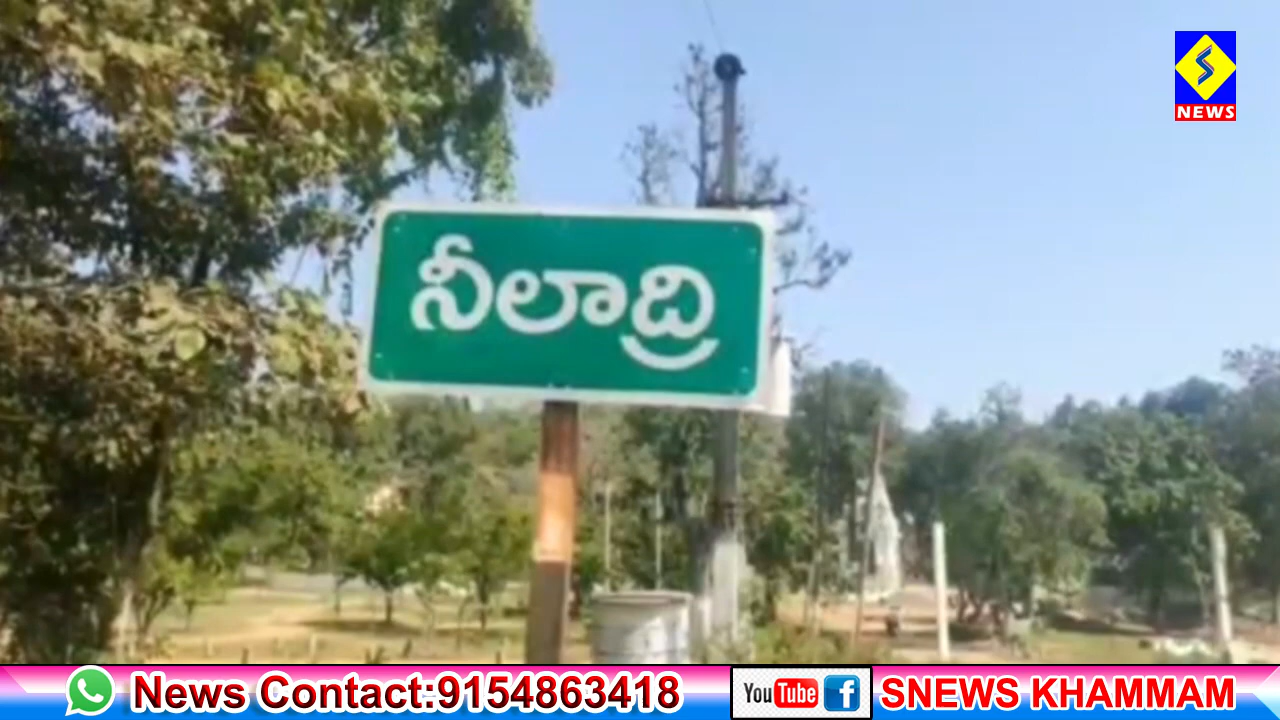 S
NEWS
నీలాద్రి
News Contact:9154863418
YouTube f
SNEWS KHAMMAM